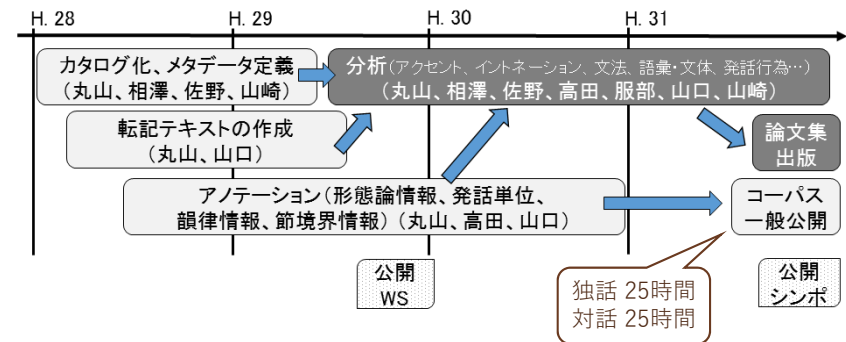 H. 28
H. 29
H. 30
H. 31
カタログ化、メタデータ定義
（丸山、相澤、佐野、山崎）
分析（アクセント、イントネーション、文法、語彙・文体、発話行為…）
（丸山、相澤、佐野、高田、服部、山口、山崎）
転記テキストの作成
（丸山、山口）
論文集
出版
アノテーション（形態論情報、発話単位、
韻律情報、節境界情報）（丸山、高田、山口）
コーパス
一般公開
公開
WS
独話 25時間
対話 25時間
公開
シンポ